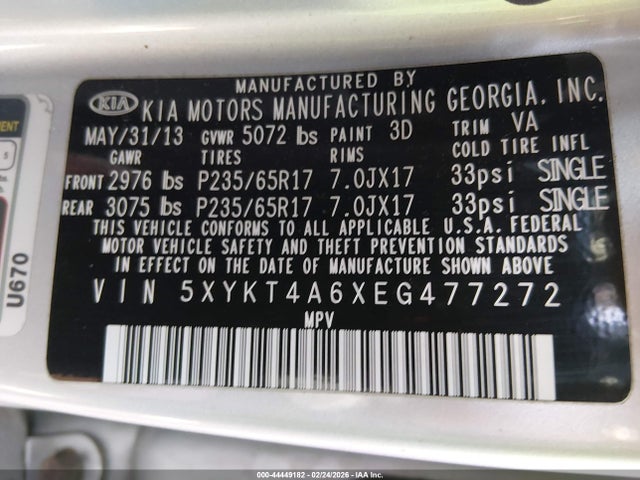 MANUFACTURED BY
KIA KIA MOTORS MANUFACTURING GEORGIA, INC.
MAY/31/13 GVWR 5072 lbs PAINT 3D TRIM VA
GAWR TIRES RIMS COLD TIRE INFL
FRONT 2976 lbs P235/65R17 7.0JX17 33psi SINGLE
REAR 3075 lbs P235/65R17 7.0JX17 33psi SINGLE
THIS VEHICLE CONFORMS TO ALL APPLICABLE U.S.A. FEDERAL
MOTOR VEHICLE SAFETY AND THEFT PREVENTION STANDARDS
IN EFFECT ON THE DATE OF MANUFACTURE SHOWN ABOVE.
VIN 5XYKT4A6XEG477272
MPV
U670
000-44449182 - 02/24/2026 - IAA Inc.